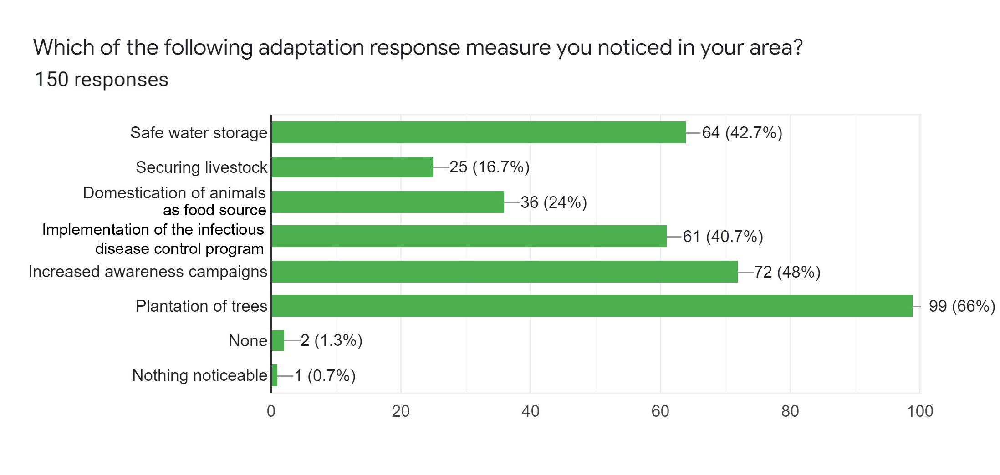 Which of the following adaptation response measure you noticed in your area?
150 responses
Safe water storage
64 (42.7%)
Securing livestock
25 (16.7%)
Domestication of animals
as food source
36 (24%)
Implementation of the infectious
disease control program
61 (40.7%)
Increased awareness campaigns
72 (48%)
Plantation of trees
99 (66%)
None
2 (1.3%)
Nothing noticeable
1 (0.7%)
0 20 40 60 80 100